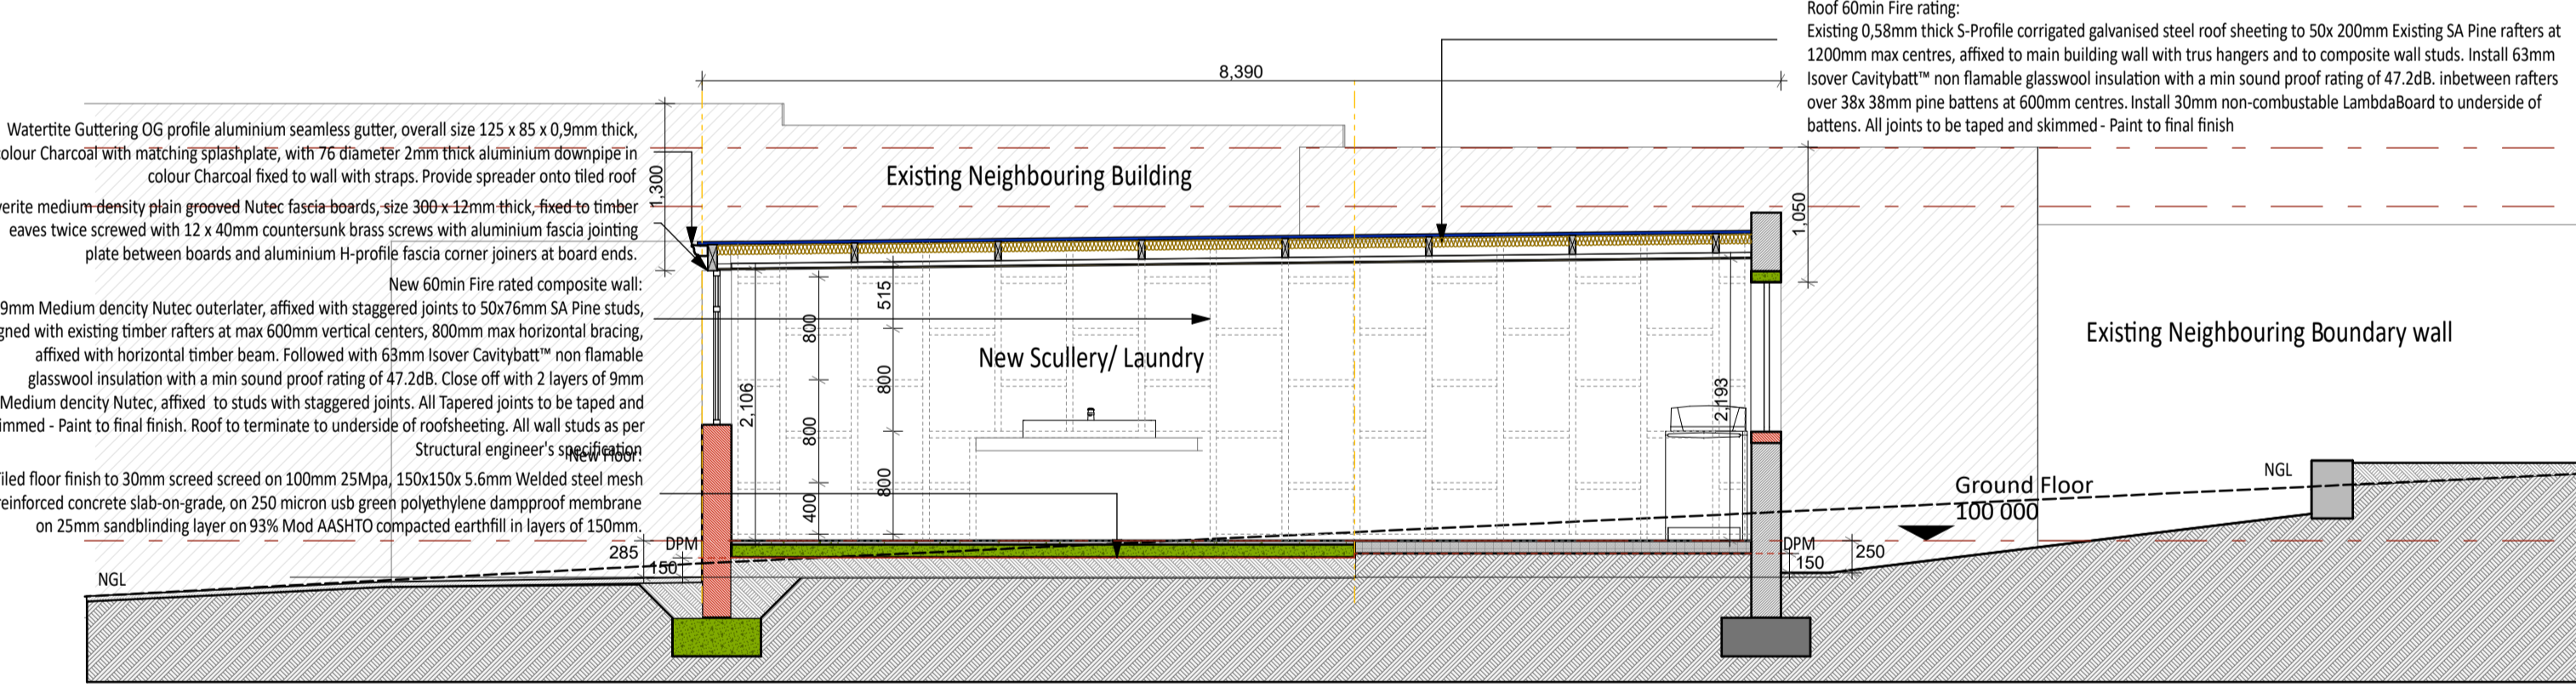 Roof 60min Fire rating:
Existing 0,58mm thick S-Profile corrigated galvanised steel roof sheeting to 50x 200mm Existing SA Pine rafters at
1200mm max centres, affixed to main building wall with trus hangers and to composite wall studs. Install 63mm
Isover Cavitybatt™ non flamable glasswool insulation with a min sound proof rating of 47.2dB. inbetween rafters
over 38x 38mm pine battens at 600mm centres. Install 30mm non-combustable LambdaBoard to underside of
battens. All joints to be taped and skimmed - Paint to final finish
8,390
Watertite Guttering OG profile aluminium seamless gutter, overall size 125 x 85 x 0,9mm thick,
colour Charcoal with matching splashplate, with 76 diameter 2mm thick aluminium downpipe in
colour Charcoal fixed to wall with straps. Provide spreader onto tiled roof
verite medium density plain grooved Nutec fascia boards, size 300 x 12mm thick, fixed to timber
eaves twice screwed with 12 x 40mm countersunk brass screws with aluminium fascia jointing
plate between boards and aluminium H-profile fascia corner joiners at board ends.
New 60min Fire rated composite wall:
9mm Medium dencity Nutec outerlater, affixed with staggered joints to 50x76mm SA Pine studs,
gned with existing timber rafters at max 600mm vertical centers, 800mm max horizontal bracing,
affixed with horizontal timber beam. Followed with 63mm Isover Cavitybatt™ non flamable
glasswool insulation with a min sound proof rating of 47.2dB. Close off with 2 layers of 9mm
Medium dencity Nutec, affixed to studs with staggered joints. All Tapered joints to be taped and
immed - Paint to final finish. Roof to terminate to underside of roofsheeting. All wall studs as per
Structural engineer's specification
New Floor:
Tiled floor finish to 30mm screed screed on 100mm 25Mpa, 150x150x 5.6mm Welded steel mesh
reinforced concrete slab-on-grade, on 250 micron usb green polyethylene dampproof membrane
on 25mm sandblinding layer on 93% Mod AASHTO compacted earthfill in layers of 150mm.
1,300
Existing Neighbouring Building
1,050
Existing Neighbouring Boundary wall
New Scullery/ Laundry
515
800
800
800
800
400
2,106
2,193
NGL
Ground Floor
100 000
DPM
285
150
DPM
150
250
NGL